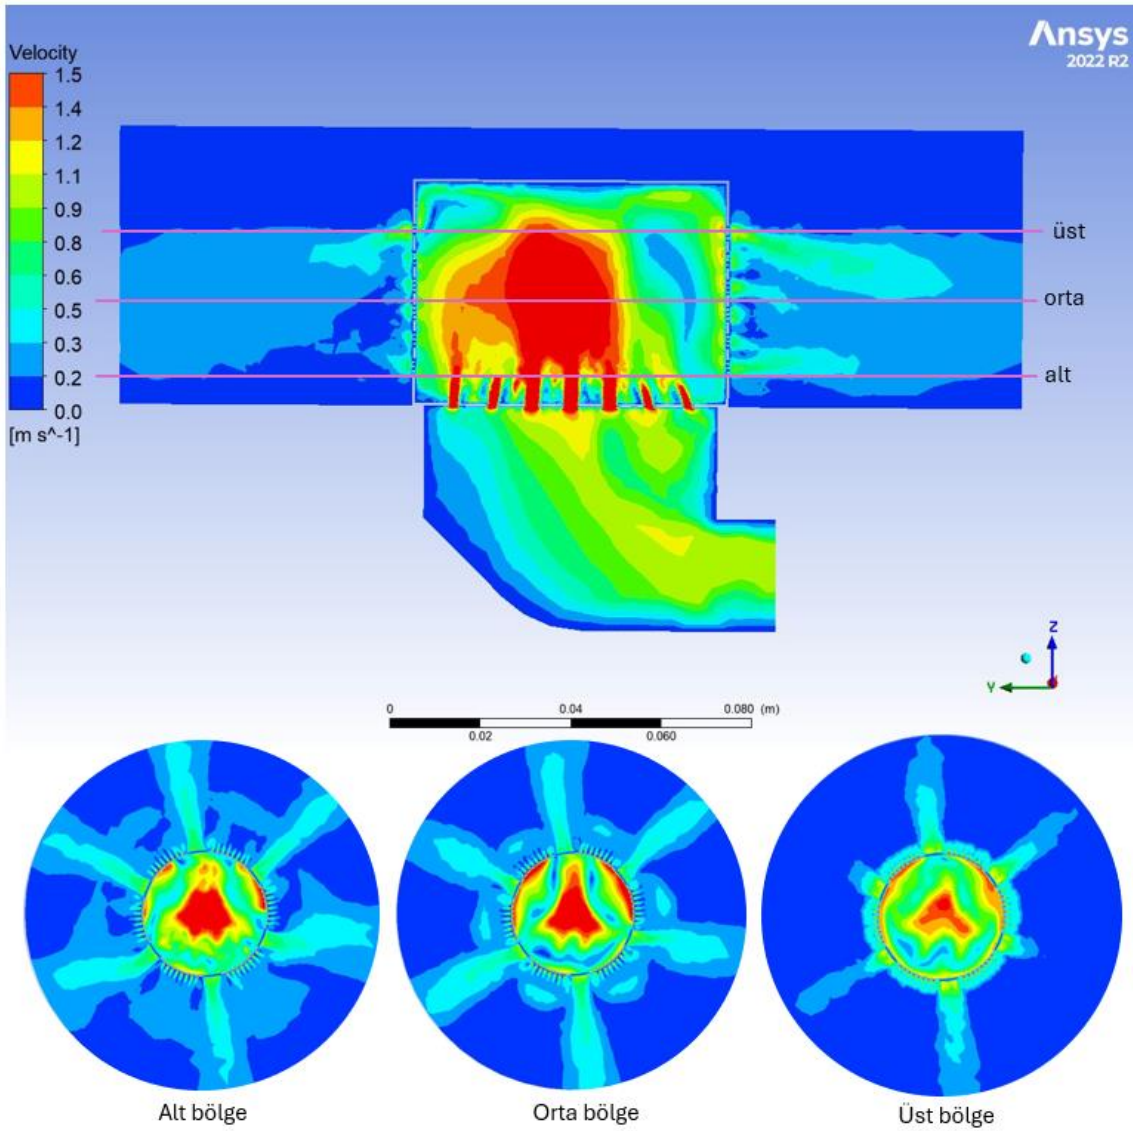 Ansys
2022 R2
Velocity
1.5
1.4
1.2
1.1
0.9
0.8
0.6
0.5
0.3
0.2
0.0
[m s^-1]
üst
orta
alt
Z
Y
0 0.04 0.080 (m)
0.02 0.060
Alt bölge Orta bölge Üst bölge